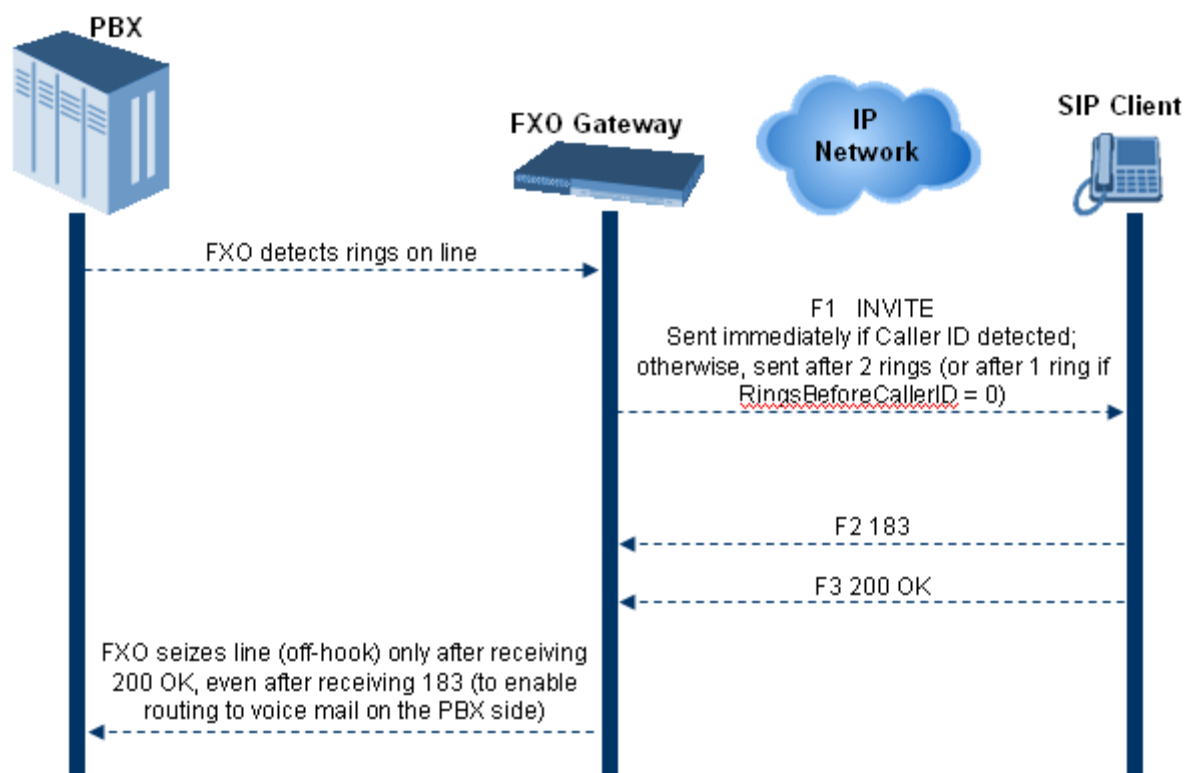 PBX
FXO Gateway
IP
Network
SIP Client
FXO detects rings on line
F1 INVITE
Sent immediately if Caller ID detected;
otherwise, sent after 2 rings (or after 1 ring if
RingsBeforeCallerID = 0)
F2 183
F3 200 OK
FXO seizes line (off-hook) only after receiving
200 OK, even after receiving 183 (to enable
routing to voice mail on the PBX side)